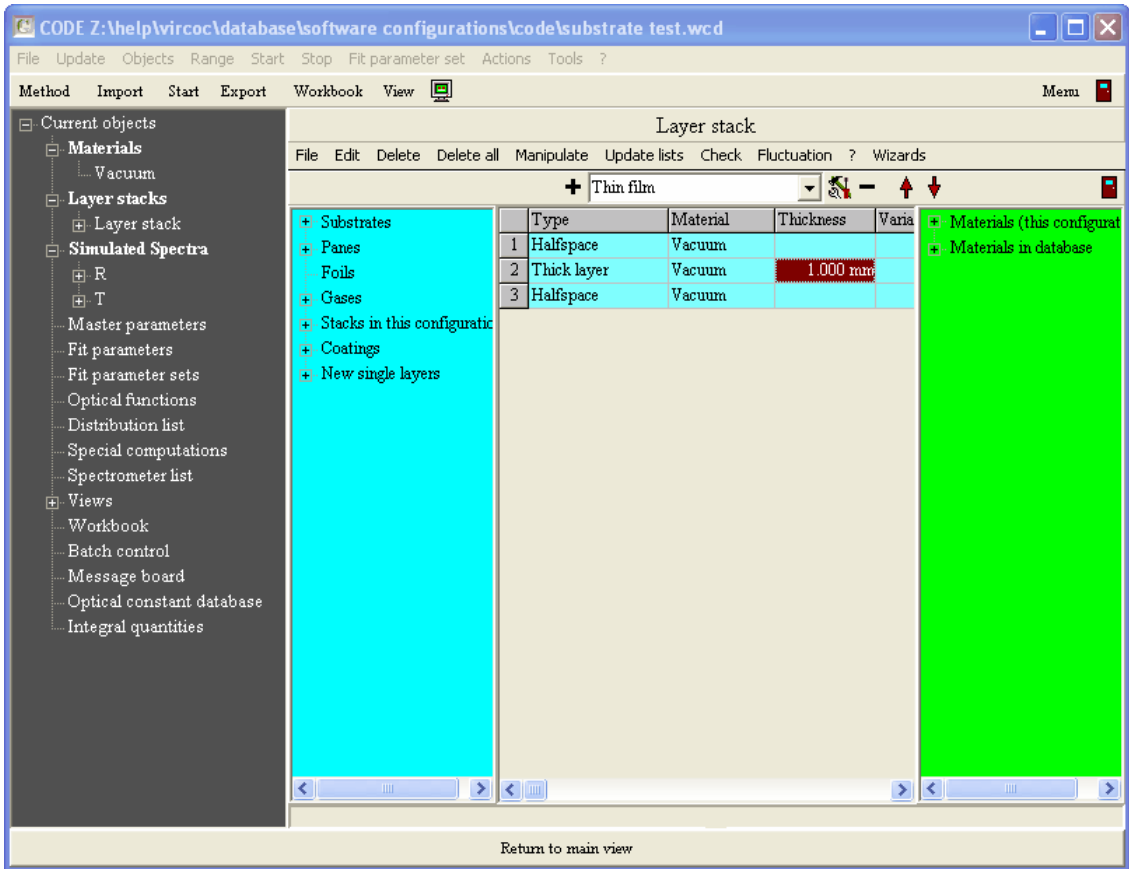 CODE Z:\help\vircoc\database\software configurations\code\substrate test.wcd
File Update Objects Range Start Stop Fit parameter set Actions Tools ?
Method Import Start Export Workbook View Menu
Current objects
Materials
Vacuum
Layer stacks
Layer stack
Simulated Spectra
R
T
Master parameters
Fit parameters
Fit parameter sets
Optical functions
Distribution list
Special computations
Spectrometer list
Views
Workbook
Batch control
Message board
Optical constant database
Integral quantities
Layer stack
File Edit Delete Delete all Manipulate Update lists Check Fluctuation ? Wizards
Thin film
Substrates
Panes
Foils
Gases
Stacks in this configuratic
Coatings
New single layers
Type Material Thickness Varia
1 Halfspace Vacuum
2 Thick layer Vacuum 1.000 mm
3 Halfspace Vacuum
Materials (this configurat
Materials in database
Return to main view